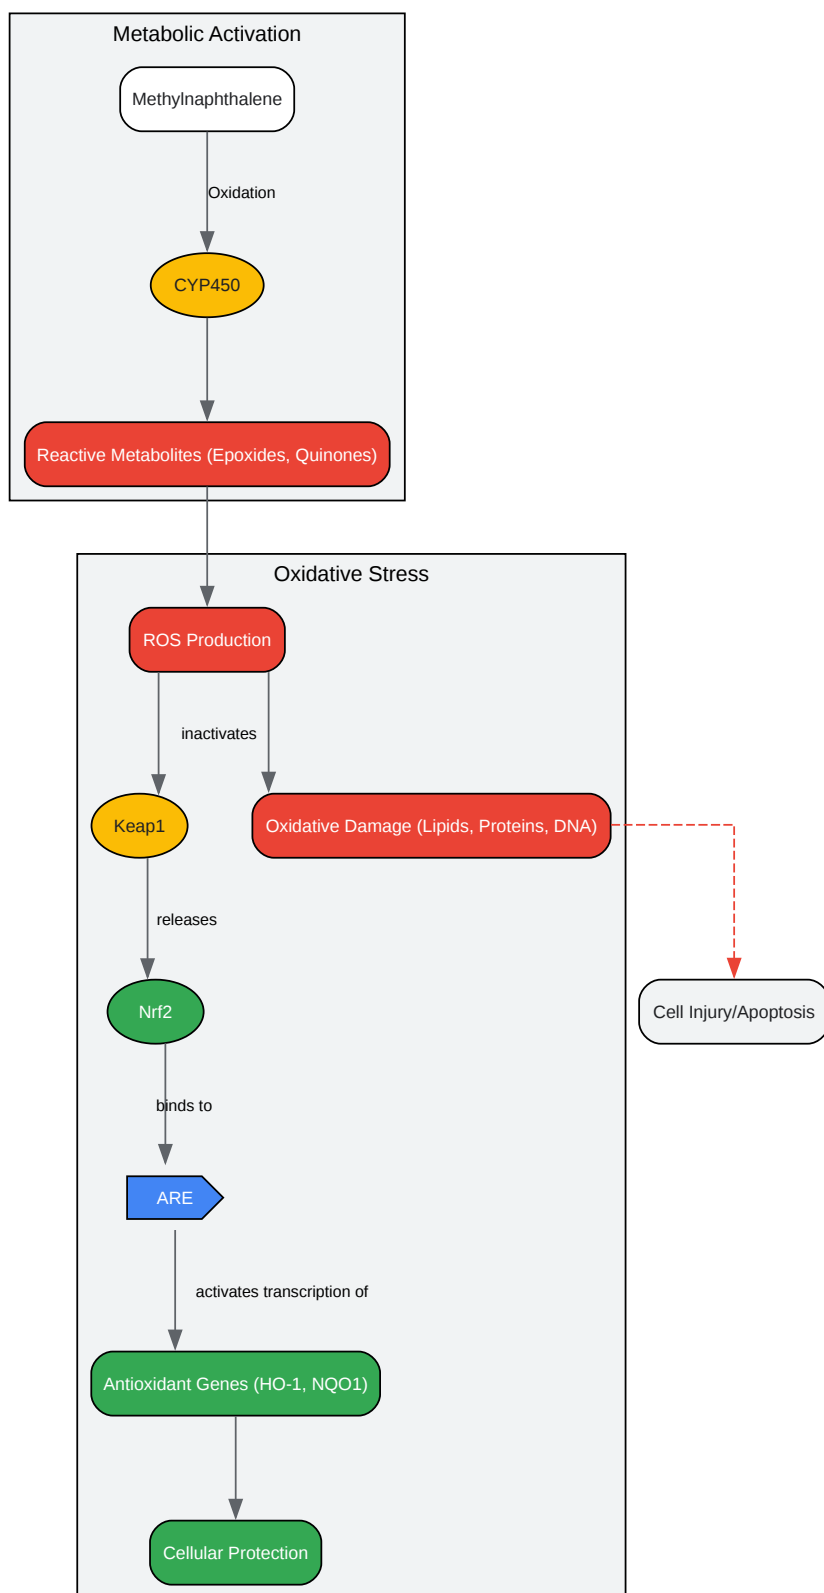 Metabolic Activation
Methylnaphthalene
Oxidation
CYP450
Reactive Metabolites (Epoxides, Quinones)
Oxidative Stress
ROS Production
inactivates
Keap1
Oxidative Damage (Lipids, Proteins, DNA)
releases
Nrf2
Cell Injury/Apoptosis
binds to
ARE
activates transcription of
Antioxidant Genes (HO-1, NQO1)
Cellular Protection